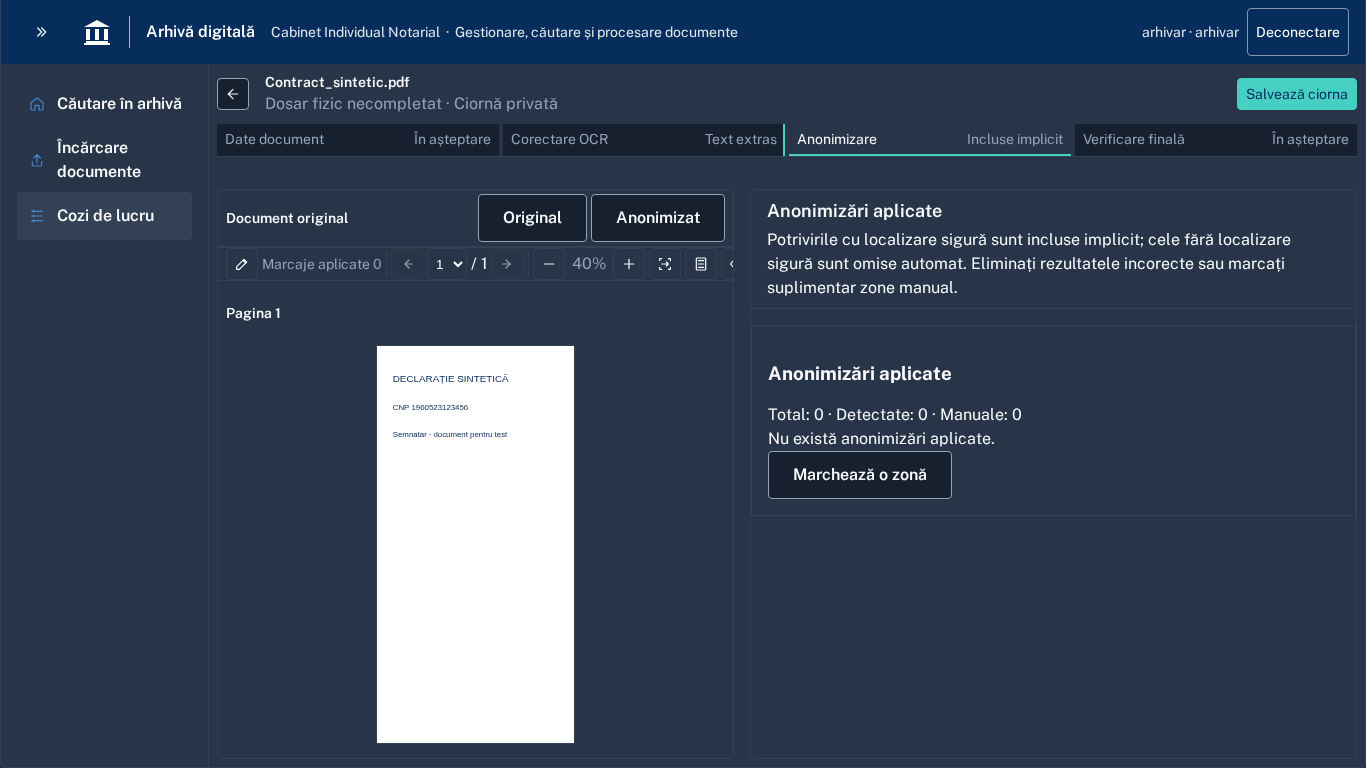 Arhivă digitală
Cabinet Individual Notarial · Gestionare, căutare și procesare documente
arhivar · arhivar
Deconectare
Căutare în arhivă
Încărcare
documente
Cozi de lucru
Contract_sintetic.pdf
Dosar fizic necompletat · Ciornă privată
Salvează ciorna
Date document
În așteptare
Corectare OCR
Text extras
Anonimizare
Incluse implicit
Verificare finală
În așteptare
Document original
Original
Anonimizat
Marcaje aplicate 0
1 / 1
40%
Pagina 1
DECLARAȚIE SINTETICĂ
CNP 1960523123456
Semnatar - document pentru test
Anonimizări aplicate
Potrivirile cu localizare sigură sunt incluse implicit; cele fără localizare
sigură sunt omise automat. Eliminați rezultatele incorecte sau marcați
suplimentar zone manual.
Anonimizări aplicate
Total: 0 · Detectate: 0 · Manuale: 0
Nu există anonimizări aplicate.
Marchează o zonă